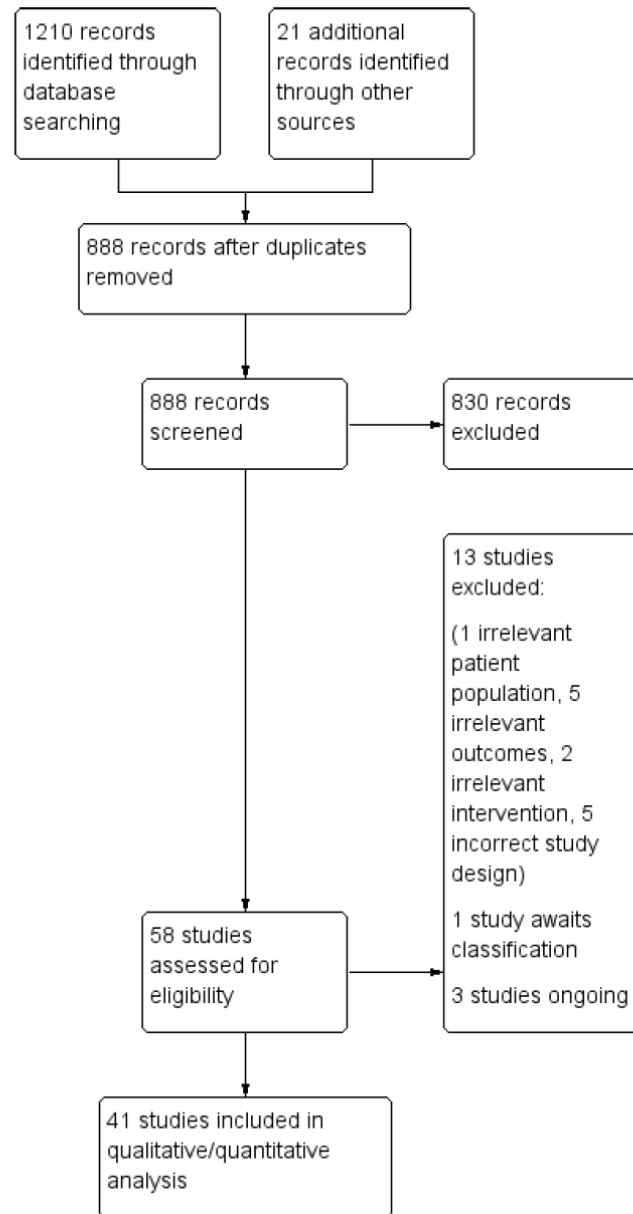 1210 records
identified through
database
searching
21 additional
records identified
through other
sources
888 records after duplicates
removed
888 records
screened
830 records
excluded
13 studies
excluded:
(1 irrelevant
patient
population, 5
irrelevant
outcomes, 2
irrelevant
intervention, 5
incorrect study
design)
1 study awaits
classification
3 studies ongoing
58 studies
assessed for
eligibility
41 studies included in
qualitative/quantitative
analysis